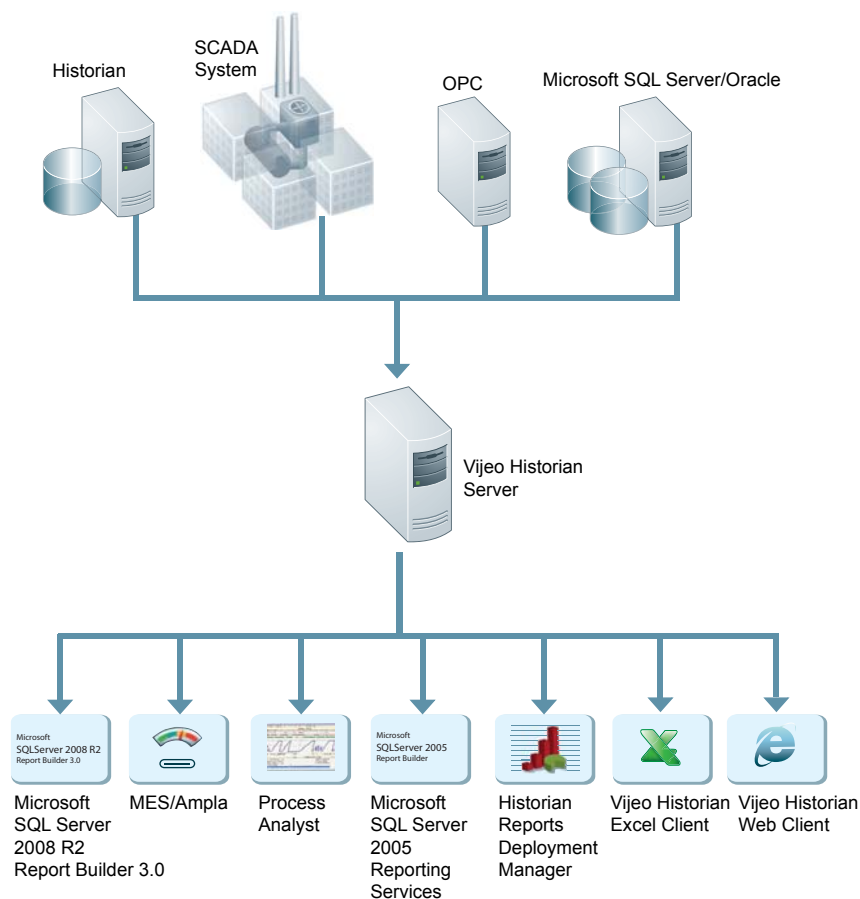 Historian
SCADA
System
OPC
Microsoft SQL Server/Oracle
Vijeo Historian
Server
Microsoft
SQLServer 2008 R2
Report Builder 3.0
Microsoft
SQLServer 2005
Report Builder
Microsoft
SQL Server
2008 R2
Report Builder 3.0
MES/Ampla
Process
Analyst
Microsoft
SQL Server
2005
Reporting
Services
Historian
Reports
Deployment
Manager
Vijeo Historian
Excel Client
Vijeo Historian
Web Client